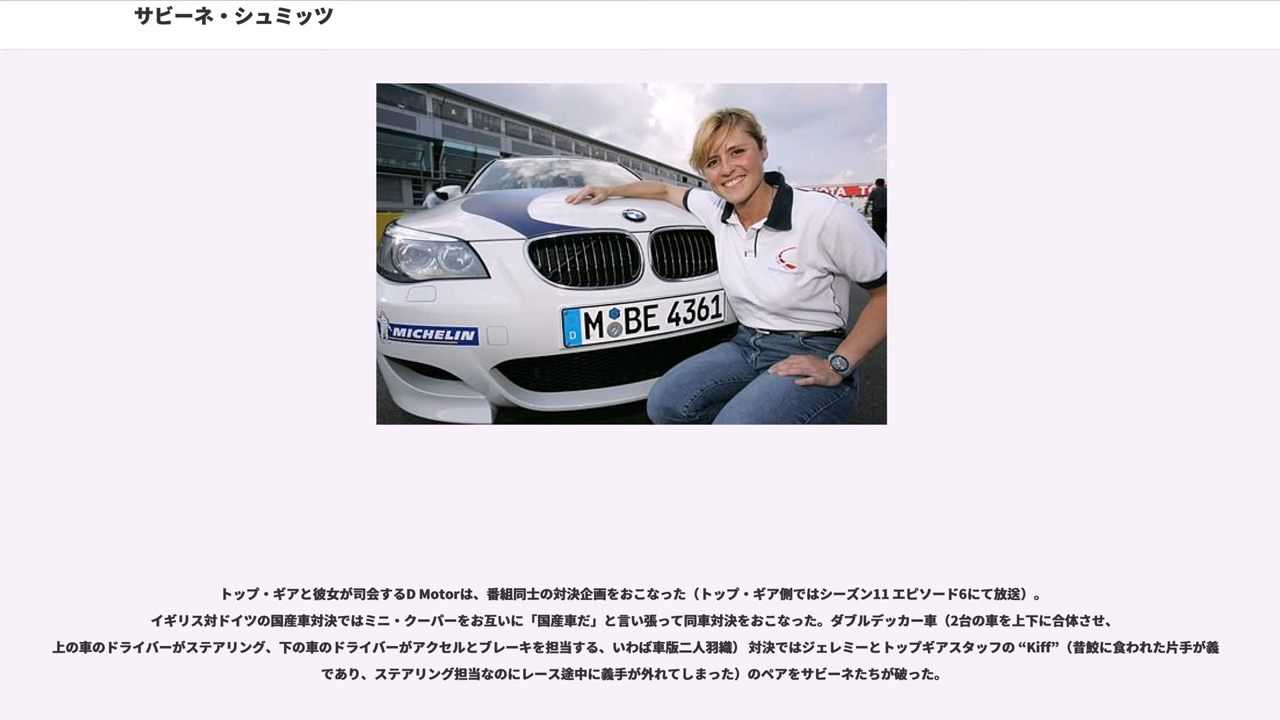 サビーネ・シュミッツ
TOYOTA TO
MICHELIN
D
M BE 4361
トップ・ギアと彼女が司会するD Motorは、番組同士の対決企画をおこなった（トップ・ギア側ではシーズン11 エピソード6にて放送）。
イギリス対ドイツの国産車対決ではミニ・クーパーをお互いに「国産車だ」と言い張って同車対決をおこなった。ダブルデッカー車（2台の車を上下に合体させ、
上の車のドライバーがステアリング、下の車のドライバーがアクセルとブレーキを担当する、いわば車版二人羽織） 対決ではジェレミーとトップギアスタッフの “Kiff”（昔鮫に食われた片手が義
であり、ステアリング担当なのにレース途中に義手が外れてしまった）のペアをサビーネたちが破った。